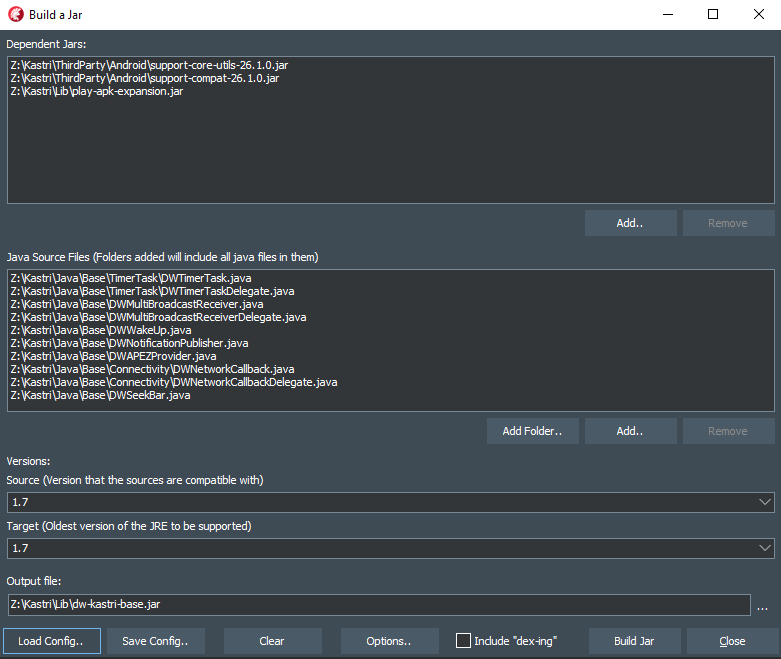 Build a Jar
Dependent Jars:
Z:\Kastri\ThirdParty\Android\support-core-utils-26.1.0.jar
Z:\Kastri\ThirdParty\Android\support-compat-26.1.0.jar
Z:\Kastri\Lib\play-apk-expansion.jar
Add.. Remove
Java Source Files (Folders added will include all java files in them)
Z:\Kastri\Java\Base\TimerTask\DWTimerTask.java
Z:\Kastri\Java\Base\TimerTask\DWTimerTaskDelegate.java
Z:\Kastri\Java\Base\DWMultiBroadcastReceiver.java
Z:\Kastri\Java\Base\DWMultiBroadcastReceiverDelegate.java
Z:\Kastri\Java\Base\DWWakeUp.java
Z:\Kastri\Java\Base\DWNotificationPublisher.java
Z:\Kastri\Java\Base\DWAPEZProvider.java
Z:\Kastri\Java\Base\Connectivity\DWNetworkCallback.java
Z:\Kastri\Java\Base\Connectivity\DWNetworkCallbackDelegate.java
Z:\Kastri\Java\Base\DWSeekBar.java
Add Folder.. Add.. Remove
Versions:
Source (Version that the sources are compatible with)
1.7
Target (Oldest version of the JRE to be supported)
1.7
Output file:
Z:\Kastri\Lib\dw-kastri-base.jar ...
Load Config.. Save Config.. Clear Options.. Include "dex-ing" Build Jar Close